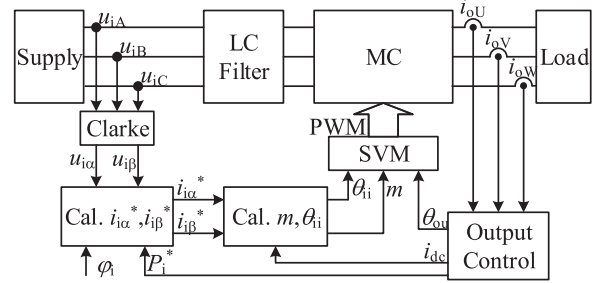 u_iA
i_oU
Supply
u_iB
LC
Filter
MC
i_oV
Load
u_iC
i_oW
Clarke
PWM
SVM
u_iα
u_iβ
θ_ii
m
Cal. i_iα*,i_iβ*
i_iα*
i_iβ*
Cal. m,θ_ii
θ_ou
Output
Control
i_dc
φ_i
P_i*